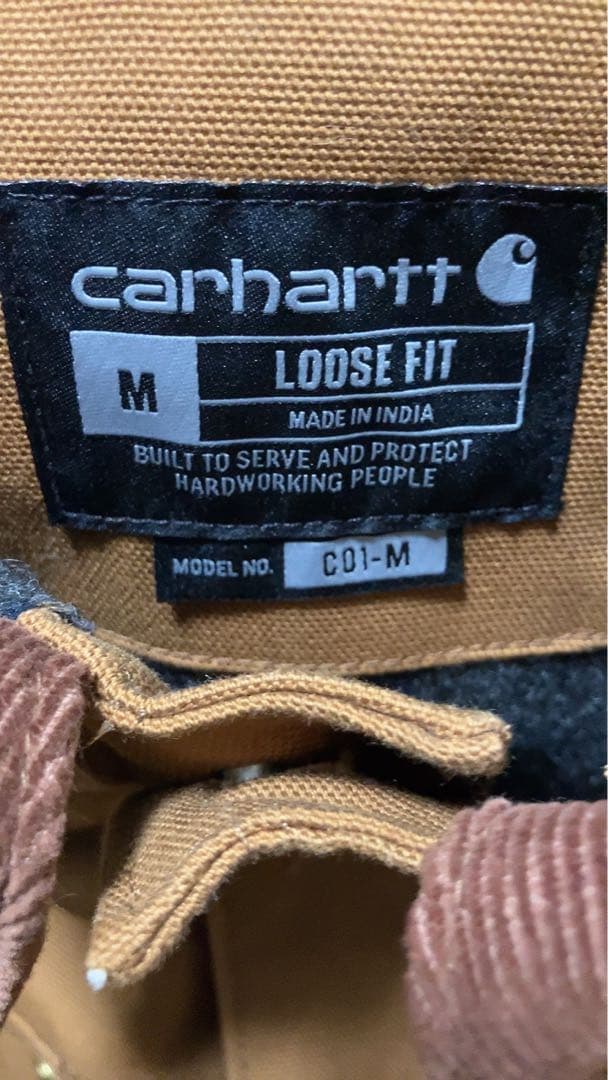 carhartt
M
LOOSE FIT
MADE IN INDIA
BUILT TO SERVE AND PROTECT
HARDWORKING PEOPLE
MODEL NO. C01-M